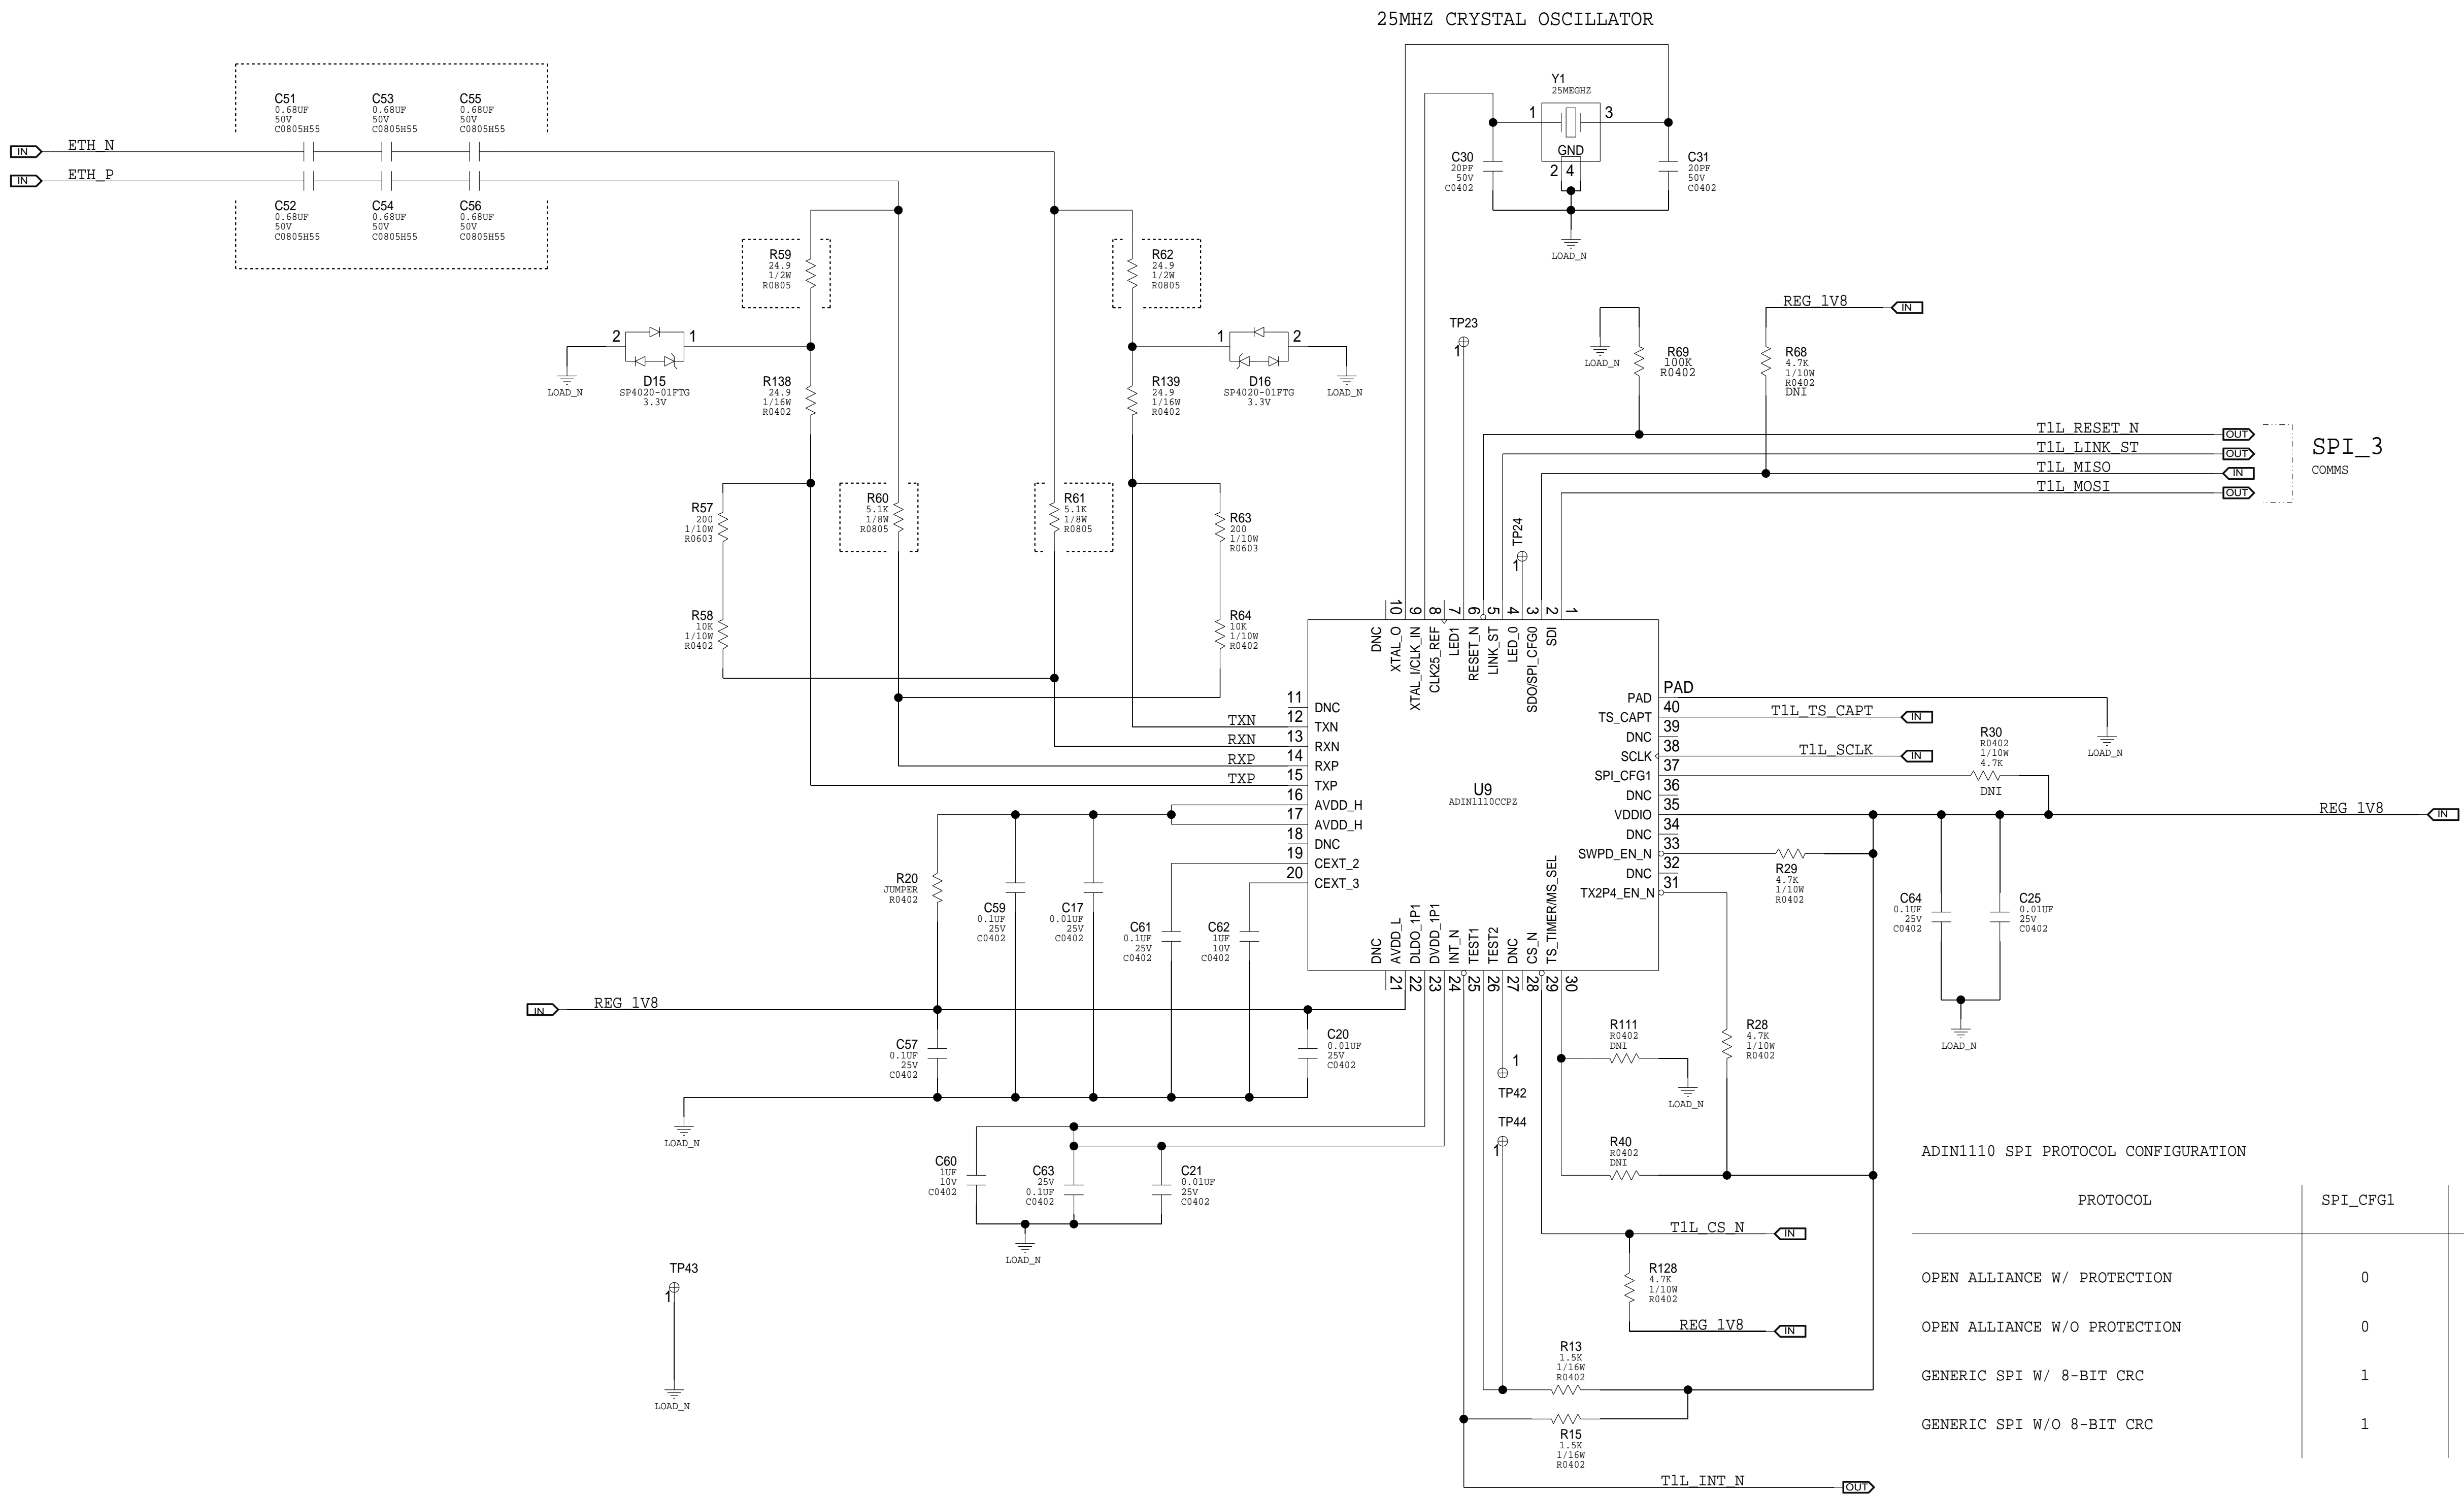 25MHZ CRYSTAL OSCILLATOR
Y1
25MEGHZ
1
3
GND
2 4
C30
20PF
50V
C0402
C31
20PF
50V
C0402
LOAD_N
C51
0.68UF
50V
C0805H55
C53
0.68UF
50V
C0805H55
C55
0.68UF
50V
C0805H55
IN ETH_N
IN ETH_P
C52
0.68UF
50V
C0805H55
C54
0.68UF
50V
C0805H55
C56
0.68UF
50V
C0805H55
R59
24.9
1/2W
R0805
R62
24.9
1/2W
R0805
2 1
D15
SP4020-01FTG
3.3V
LOAD_N
1 2
D16
SP4020-01FTG
3.3V
LOAD_N
R138
24.9
1/16W
R0402
R139
24.9
1/16W
R0402
TP23
1
LOAD_N
R69
100K
R0402
REG_1V8 IN
R68
4.7K
1/10W
R0402
DNI
T1L_RESET_N OUT
T1L_LINK_ST OUT
T1L_MISO IN
T1L_MOSI OUT
SPI_3
COMMS
R57
200
1/10W
R0603
R60
5.1K
1/8W
R0805
R61
5.1K
1/8W
R0805
R63
200
1/10W
R0603
TP24
1
R58
10K
1/10W
R0402
R64
10K
1/10W
R0402
10 9 8 7 6 5 4 3 2 1
DNC
XTAL_O
XTAL_I/CLK_IN
CLK25_REF
LED1
RESET_N
LINK_ST
LED_0
SDO/SPI_CFG0
SDI
11 DNC
TXN 12 TXN
RXN 13 RXN
RXP 14 RXP
TXP 15 TXP
16 AVDD_H
17 AVDD_H
18 DNC
19 CEXT_2
20 CEXT_3
U9
ADIN1110CCPZ
PAD PAD
TS_CAPT 40 T1L_TS_CAPT IN
DNC 39
SCLK 38 T1L_SCLK IN
SPI_CFG1 37
DNC 36
VDDIO 35
DNC 34
SWPD_EN_N 33
DNC 32
TX2P4_EN_N 31
LOAD_N
R30
R0402
1/10W
4.7K
DNI
REG_1V8 IN
R29
4.7K
1/10W
R0402
C64
0.1UF
25V
C0402
C25
0.01UF
25V
C0402
LOAD_N
R20
JUMPER
R0402
C59
0.1UF
25V
C0402
C17
0.01UF
25V
C0402
C61
0.1UF
25V
C0402
C62
1UF
10V
C0402
DNC
AVDD_L
DLDO_1P1
DVDD_1P1
INT_N
TEST1
TEST2
DNC
CS_N
TS_TIMER/MS_SEL
21 22 23 24 25 26 27 28 29 30
IN REG_1V8
C57
0.1UF
25V
C0402
C20
0.01UF
25V
C0402
LOAD_N
R111
R0402
DNI
LOAD_N
R28
4.7K
1/10W
R0402
1
TP42
TP44
1
R40
R0402
DNI
C60
1UF
10V
C0402
C63
25V
0.1UF
C0402
C21
0.01UF
25V
C0402
LOAD_N
T1L_CS_N IN
R128
4.7K
1/10W
R0402
REG_1V8 IN
TP43
1
LOAD_N
R13
1.5K
1/16W
R0402
R15
1.5K
1/16W
R0402
T1L_INT_N OUT
ADIN1110 SPI PROTOCOL CONFIGURATION
PROTOCOL SPI_CFG1
OPEN ALLIANCE W/ PROTECTION 0
OPEN ALLIANCE W/O PROTECTION 0
GENERIC SPI W/ 8-BIT CRC 1
GENERIC SPI W/O 8-BIT CRC 1